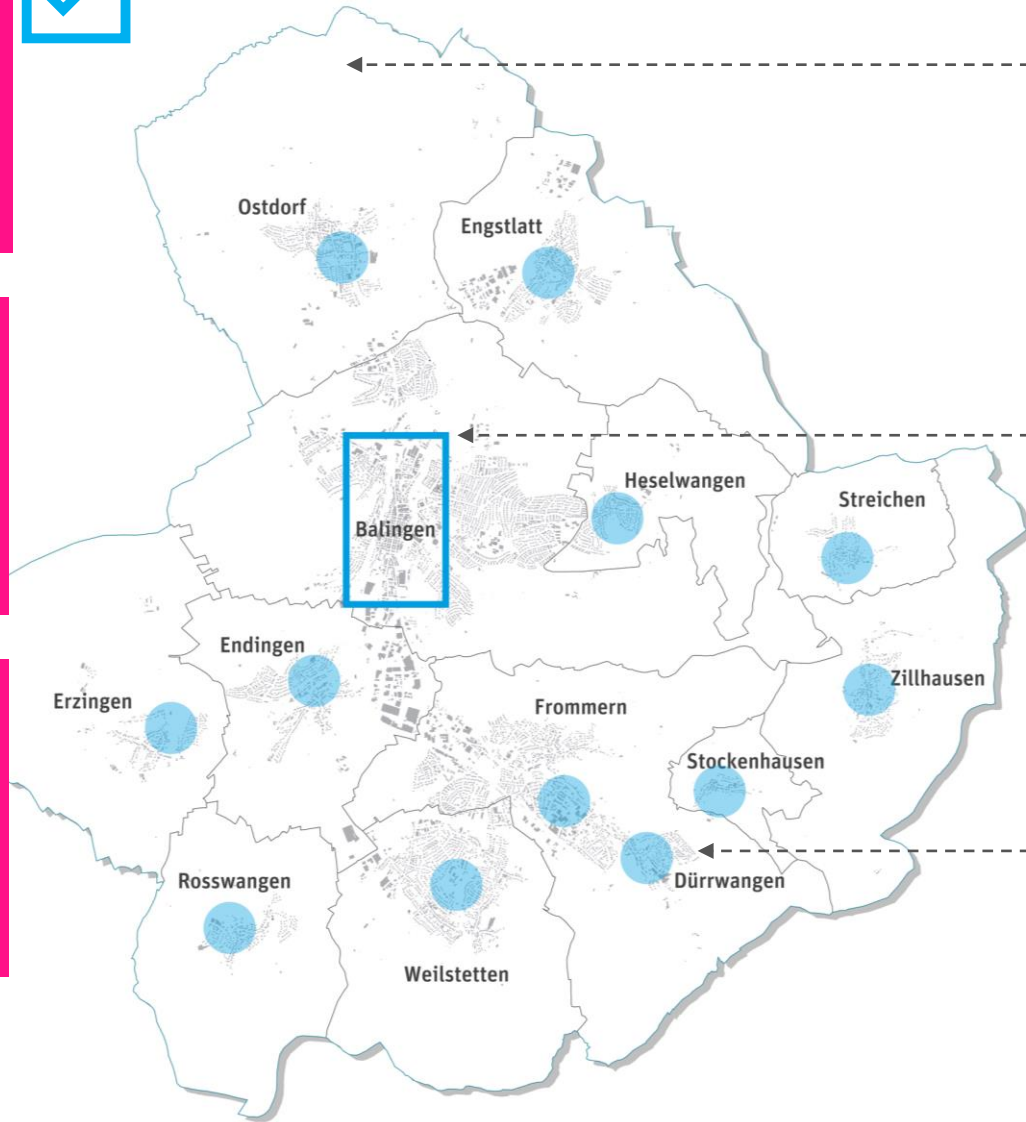 Ostdorf
Engstlatt
Heselwangen
Streichen
Balingen
Endingen
Zillhausen
Erzingen
Frommern
Stockenhausen
Rosswangen
Dürrwangen
Weilstetten